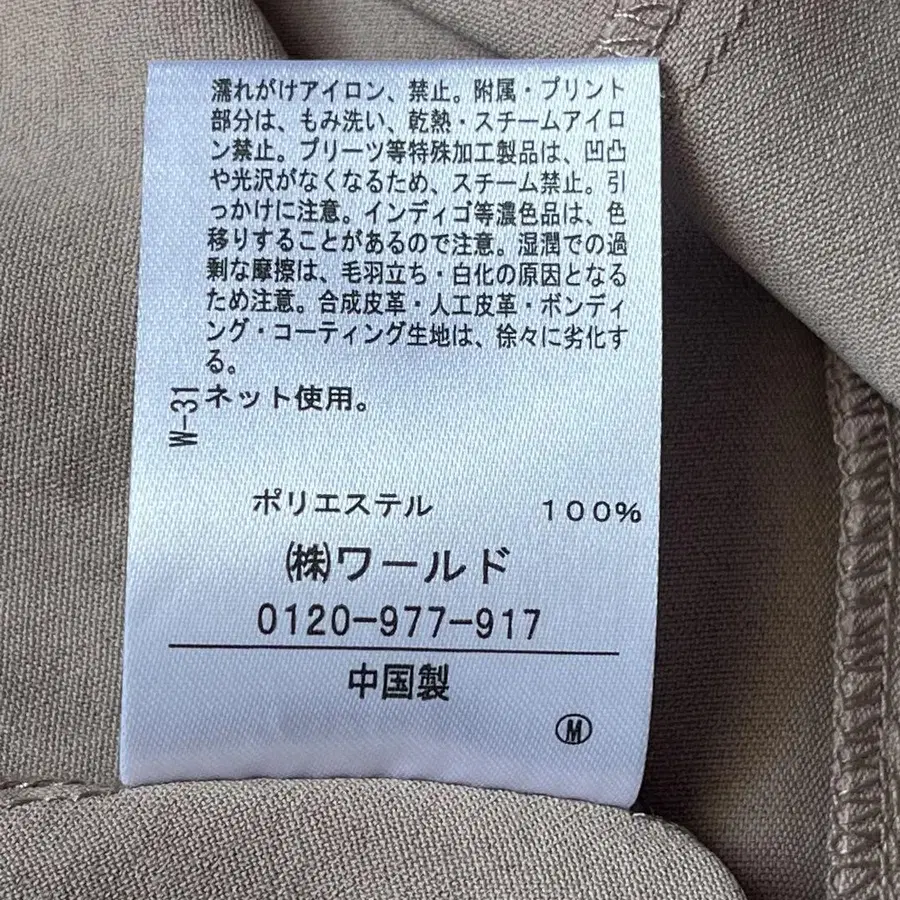 濡れがけアイロン、禁止。附属・プリント
部分は、もみ洗い、乾熱・スチームアイロ
ン禁止。プリーツ等特殊加工製品は、凹凸
や光沢がなくなるため、スチーム禁止。引
っかけに注意。インディゴ等濃色品は、色
移りすることがあるので注意。湿潤での過
剰な摩擦は、毛羽立ち・白化の原因となる
ため注意。合成皮革・人工皮革・ボンディ
ング・コーティング生地は、徐々に劣化す
る。
ネット使用。
W-31
ポリエステル 100%
㈱ワールド
0120-977-917
中国製
Ⓜ